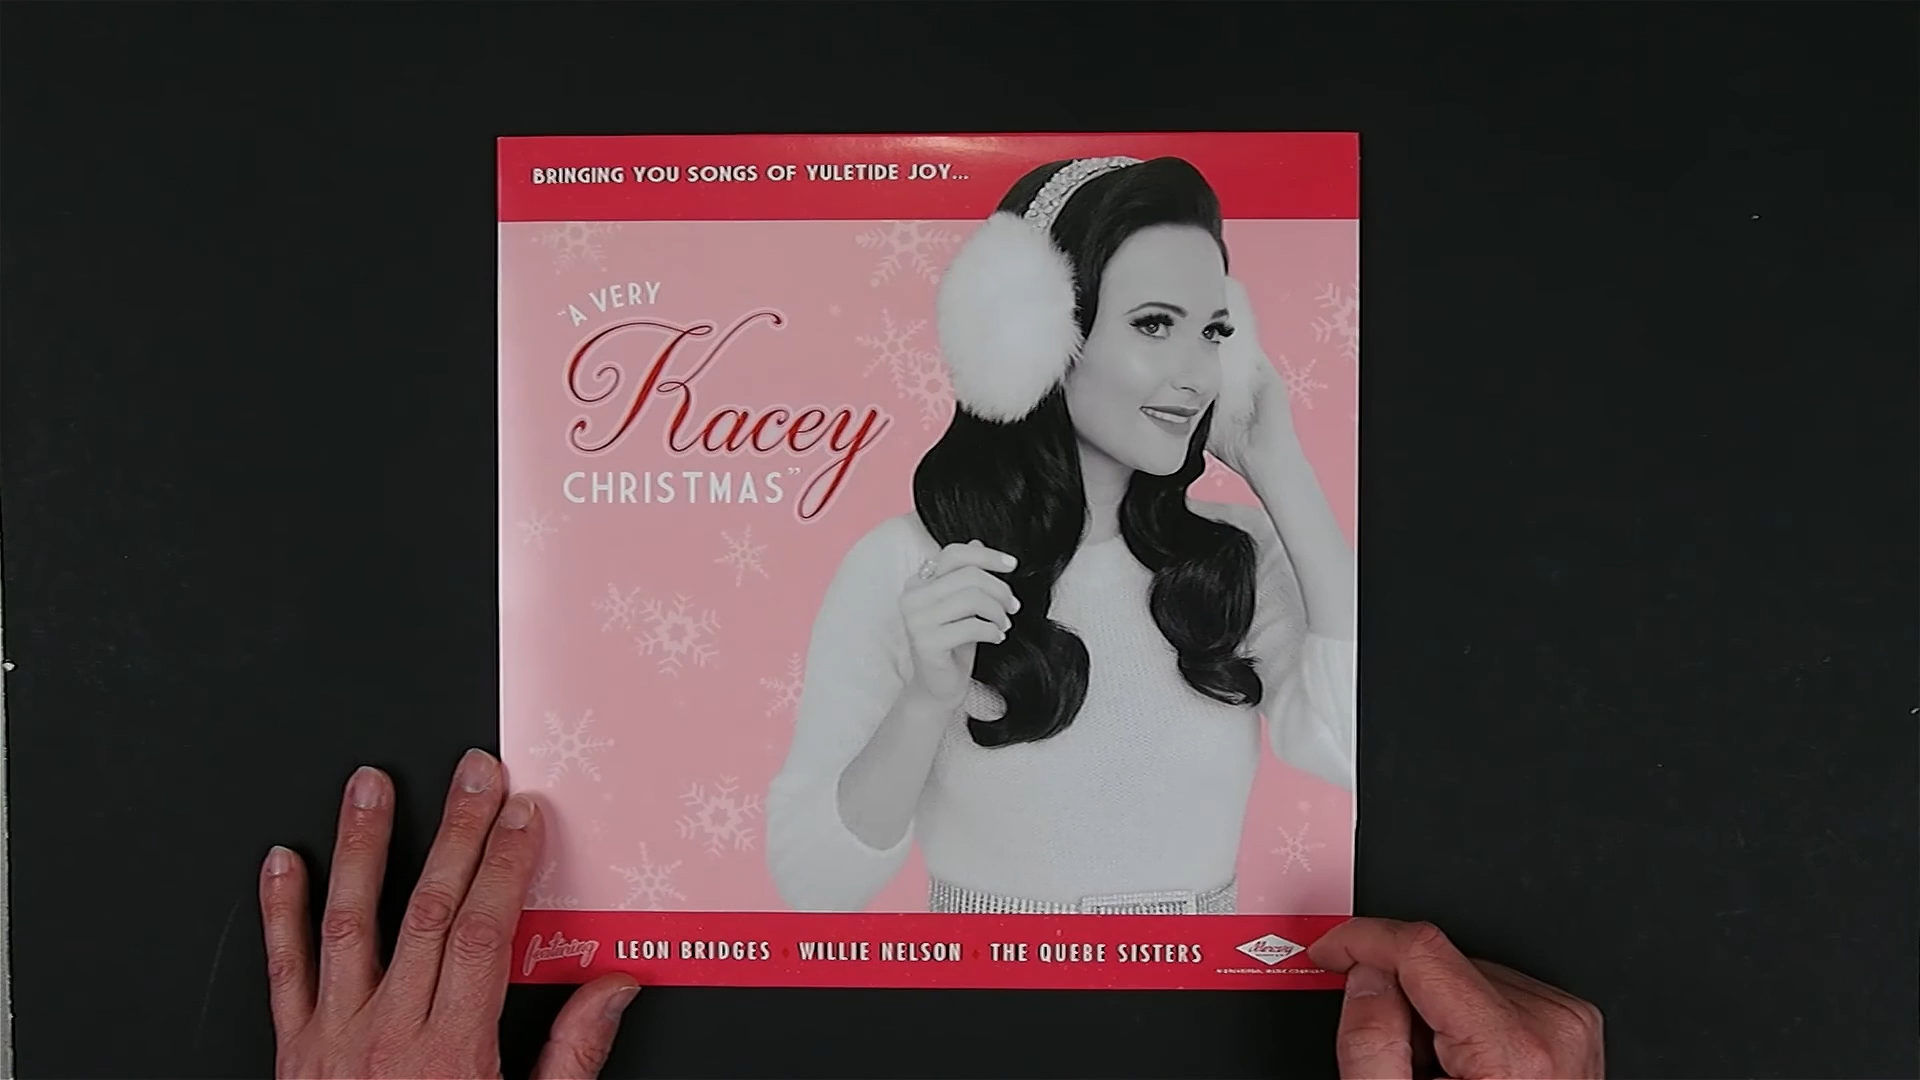 BRINGING YOU SONGS OF YULETIDE JOY...
"A VERY
Kacey
CHRISTMAS"
featuring LEON BRIDGES • WILLIE NELSON • THE QUEBE SISTERS